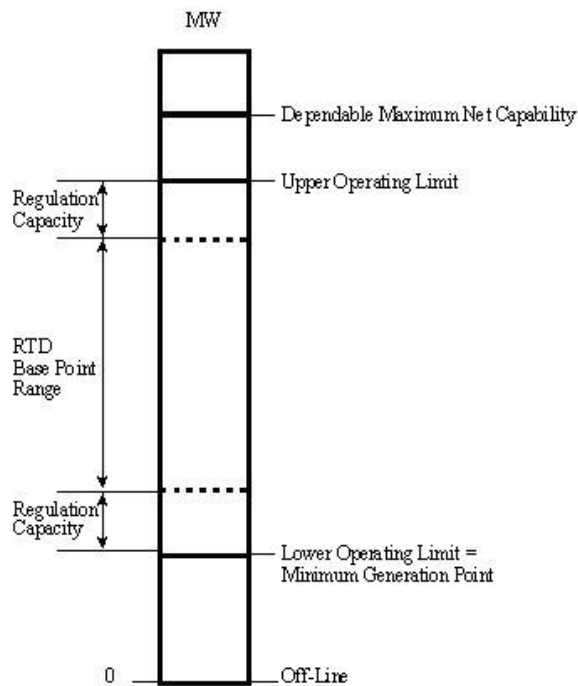 MW
Dependable Maximum Net Capability
Upper Operating Limit
Regulation
Capacity
RTD
Base Point
Range
Regulation
Capacity
Lower Operating Limit =
Minimum Generation Point
0
Off-Line